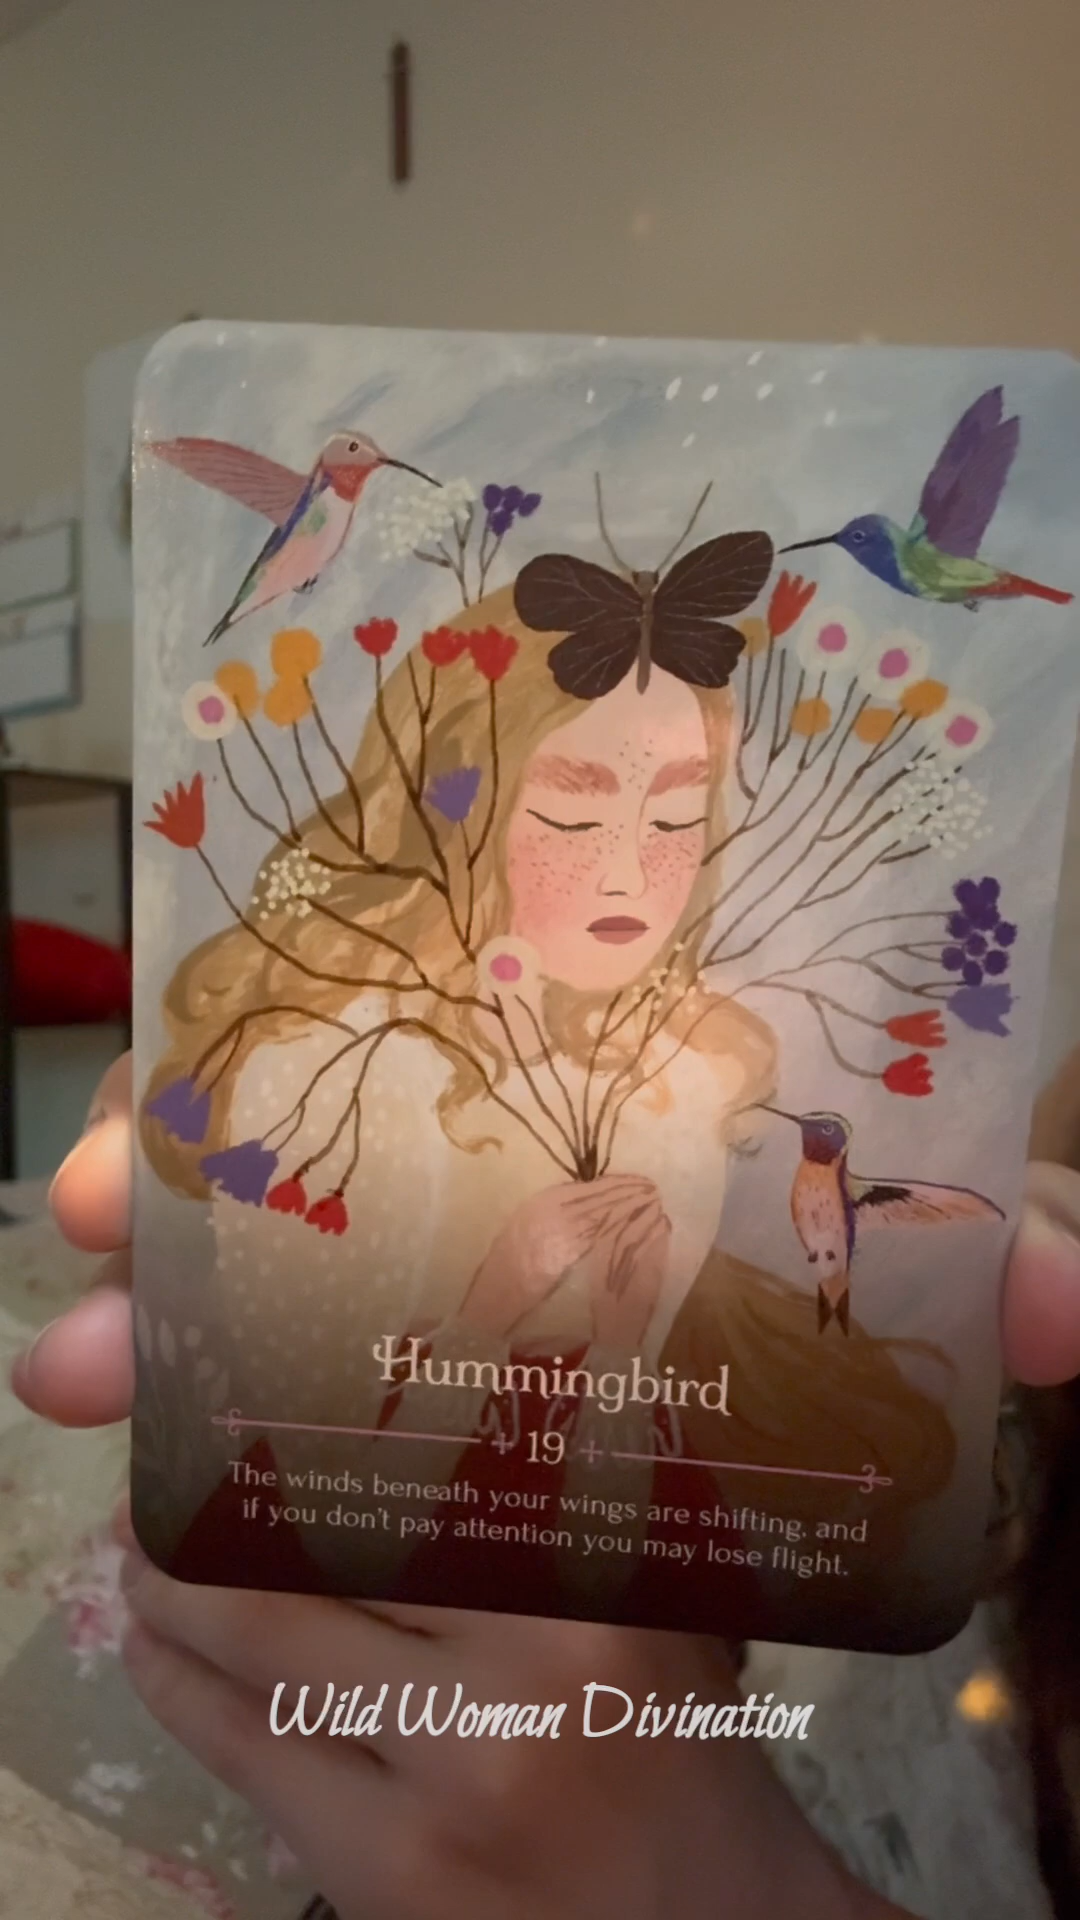 Hummingbird
19
The winds beneath your wings are shifting, and
if you don't pay attention you may lose flight.
Wild Woman Divination